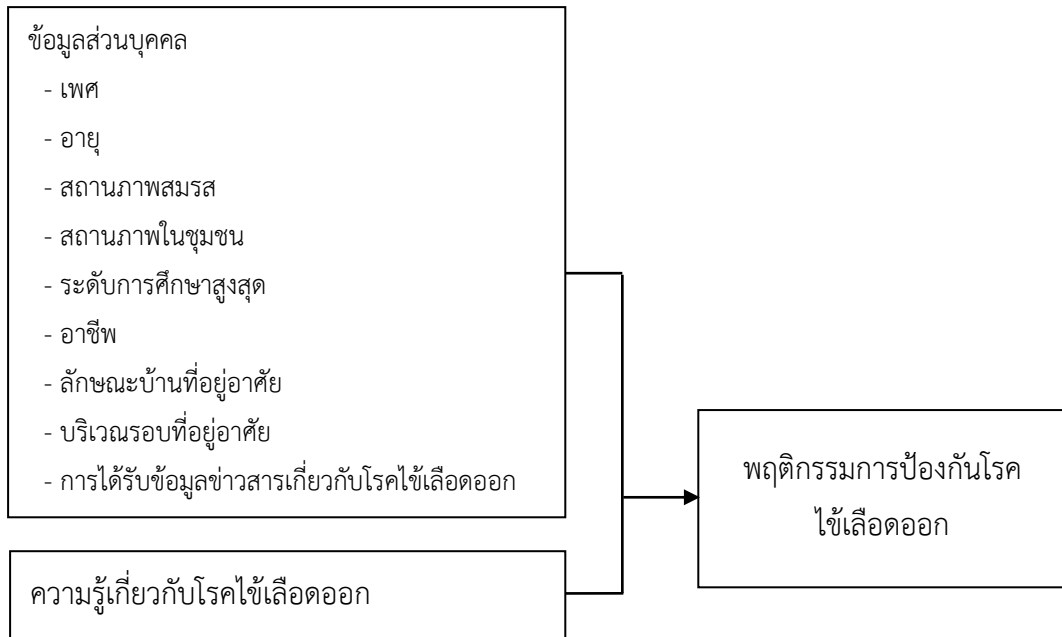 ข้อมูลส่วนบุคคล
- เพศ
- อายุ
- สถานภาพสมรส
- สถานภาพในชุมชน
- ระดับการศึกษาสูงสุด
- อาชีพ
- ลักษณะบ้านที่อยู่อาศัย
- บริเวณรอบที่อยู่อาศัย
- การได้รับข้อมูลข่าวสารเกี่ยวกับโรคไข้เลือดออก
ความรู้เกี่ยวกับโรคไข้เลือดออก
พฤติกรรมการป้องกันโรค
ไข้เลือดออก